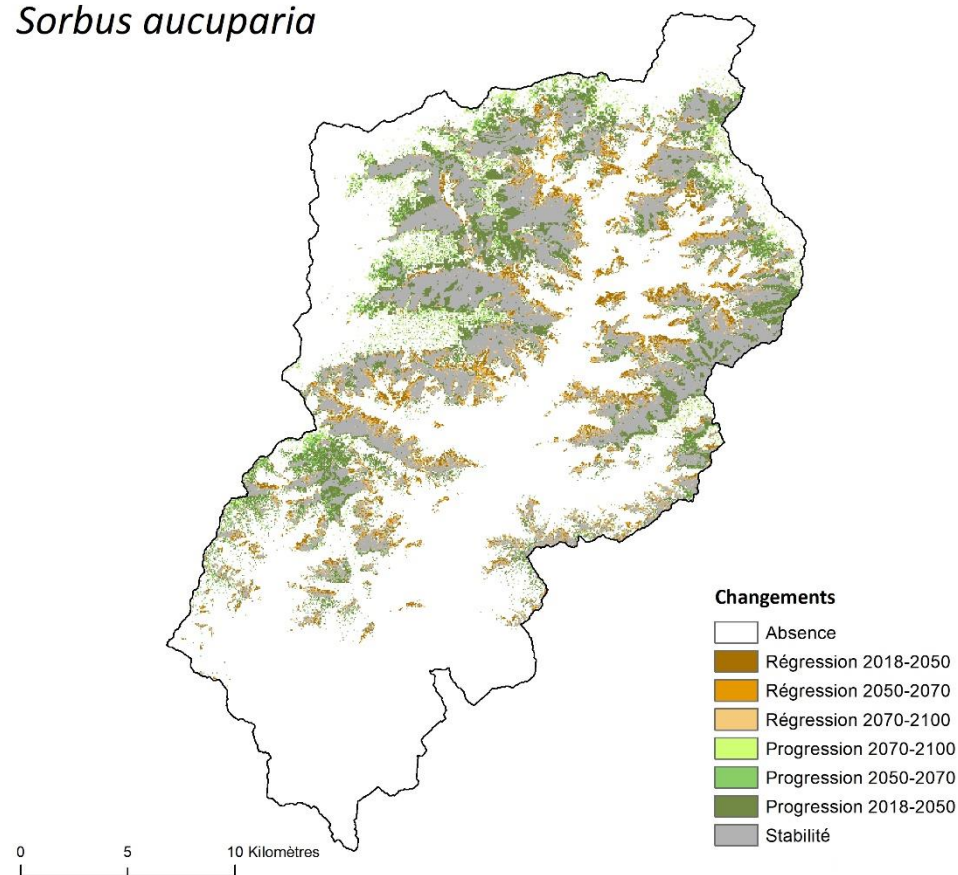 Sorbus aucuparia
Changements
Absence
Régression 2018-2050
Régression 2050-2070
Régression 2070-2100
Progression 2070-2100
Progression 2050-2070
Progression 2018-2050
Stabilité
0 5 10 Kilomètres